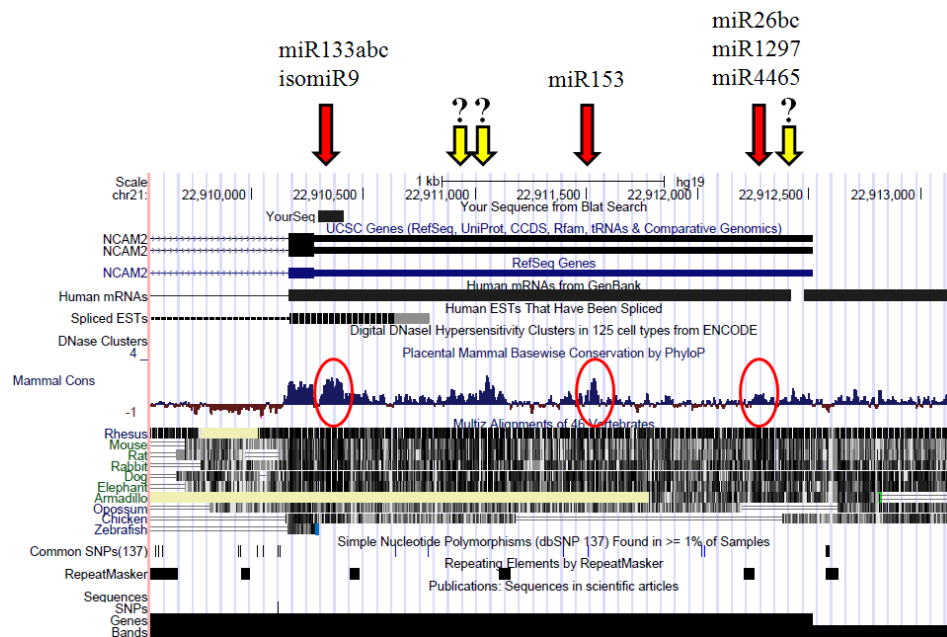 miR26bc
miR133abc
miR1297
isomiR9
miR153
miR4465
? ? ?
Scale
1 kb
hg19
chr21:
22,910,000
22,910,500
22,911,000
22,911,500
22,912,000
22,912,500
22,913,000
Your Sequence from Blat Search
YourSeq
UCSC Genes (RefSeq, UniProt, CCDS, Rfam, tRNAs & Comparative Genomics)
NCAM2
NCAM2
RefSeq Genes
NCAM2
Human mRNAs from GenBank
Human mRNAs
Human ESTs That Have Been Spliced
Spliced ESTs
Digital DNaseI Hypersensitivity Clusters in 125 cell types from ENCODE
DNase Clusters
Placental Mammal Basewise Conservation by PhyloP
4 _
Mammal Cons
-1
Multiz Alignments of 46 Vertebrates
Rhesus
Mouse
Rat
Rabbit
Dog
Elephant
Armadillo
Opossum
Chicken
Zebrafish
Simple Nucleotide Polymorphisms (dbSNP 137) Found in >= 1% of Samples
Common SNPs(137)
Repeating Elements by RepeatMasker
RepeatMasker
Publications: Sequences in scientific articles
Sequences
SNPs
Genes
Bands